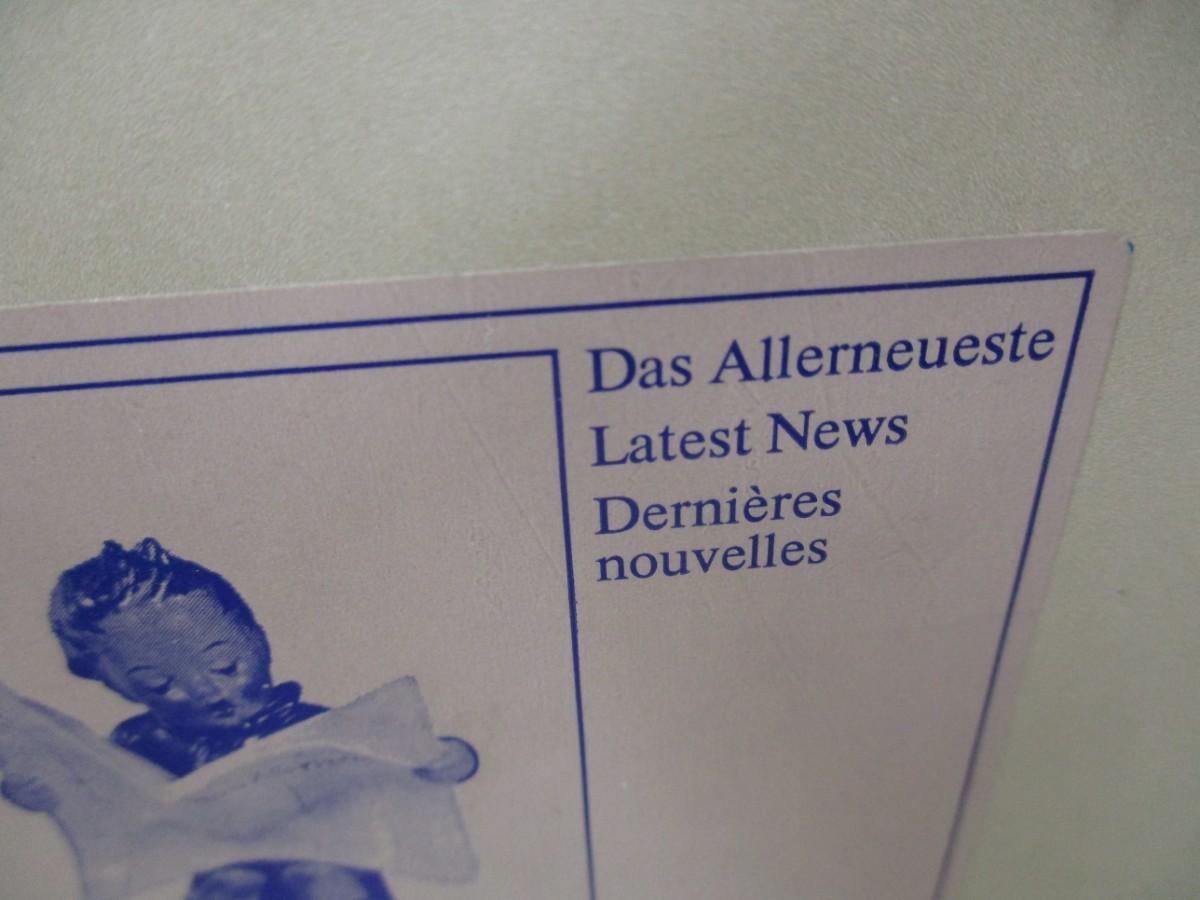 Das Allerneueste
Latest News
Dernières
nouvelles